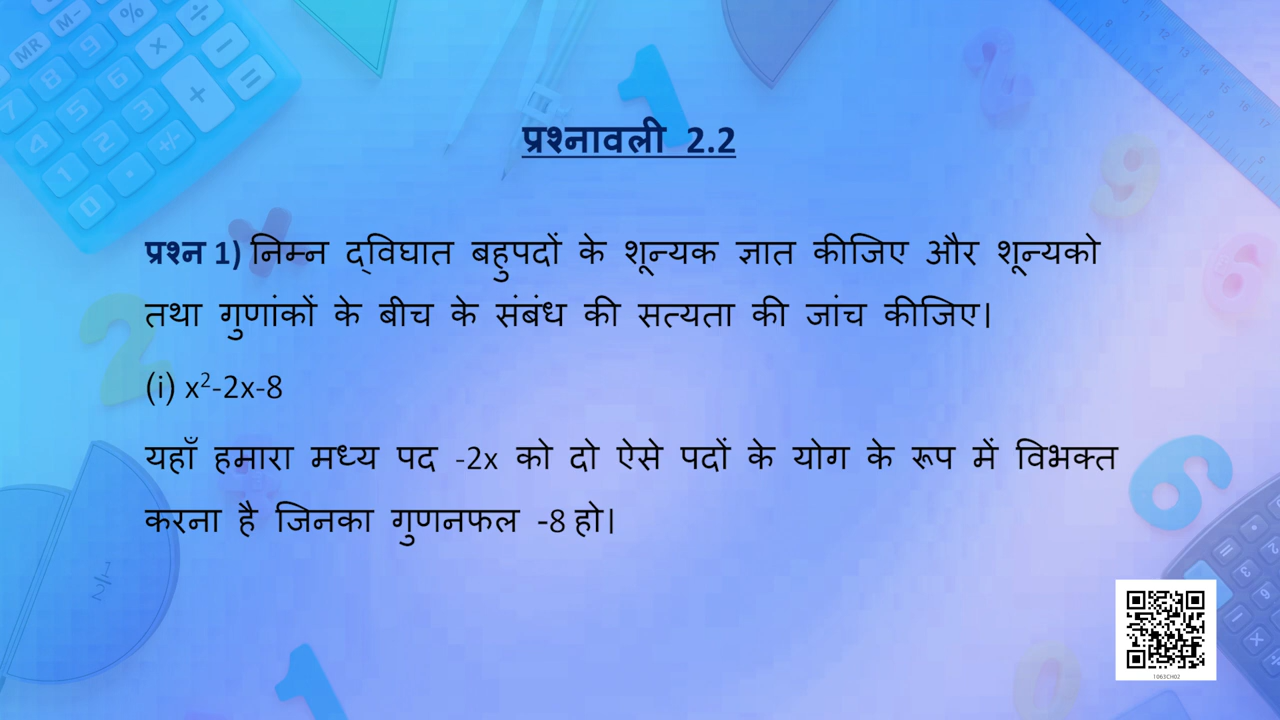 प्रश्नावली 2.2
प्रश्न 1) निम्न द्विघात बहुपदों के शून्यक ज्ञात कीजिए और शून्यको
तथा गुणांकों के बीच के संबंध की सत्यता की जांच कीजिए।
(i) x²-2x-8
यहाँ हमारा मध्य पद -2x को दो ऐसे पदों के योग के रूप में विभक्त
करना है जिनका गुणनफल -8 हो।
1063CH02